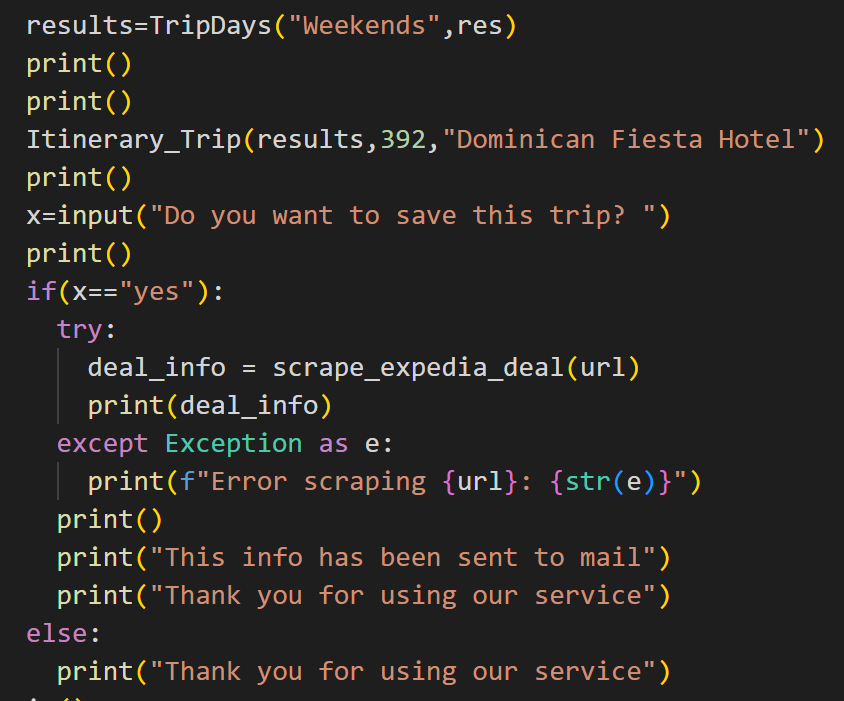 results=TripDays("Weekends",res)
print()
print()
Itinerary_Trip(results,392,"Dominican Fiesta Hotel")
print()
x=input("Do you want to save this trip? ")
print()
if(x=="yes"):
  try:
    deal_info = scrape_expedia_deal(url)
    print(deal_info)
  except Exception as e:
    print(f"Error scraping {url}: {str(e)}")
  print()
  print("This info has been sent to mail")
  print("Thank you for using our service")
else:
  print("Thank you for using our service")